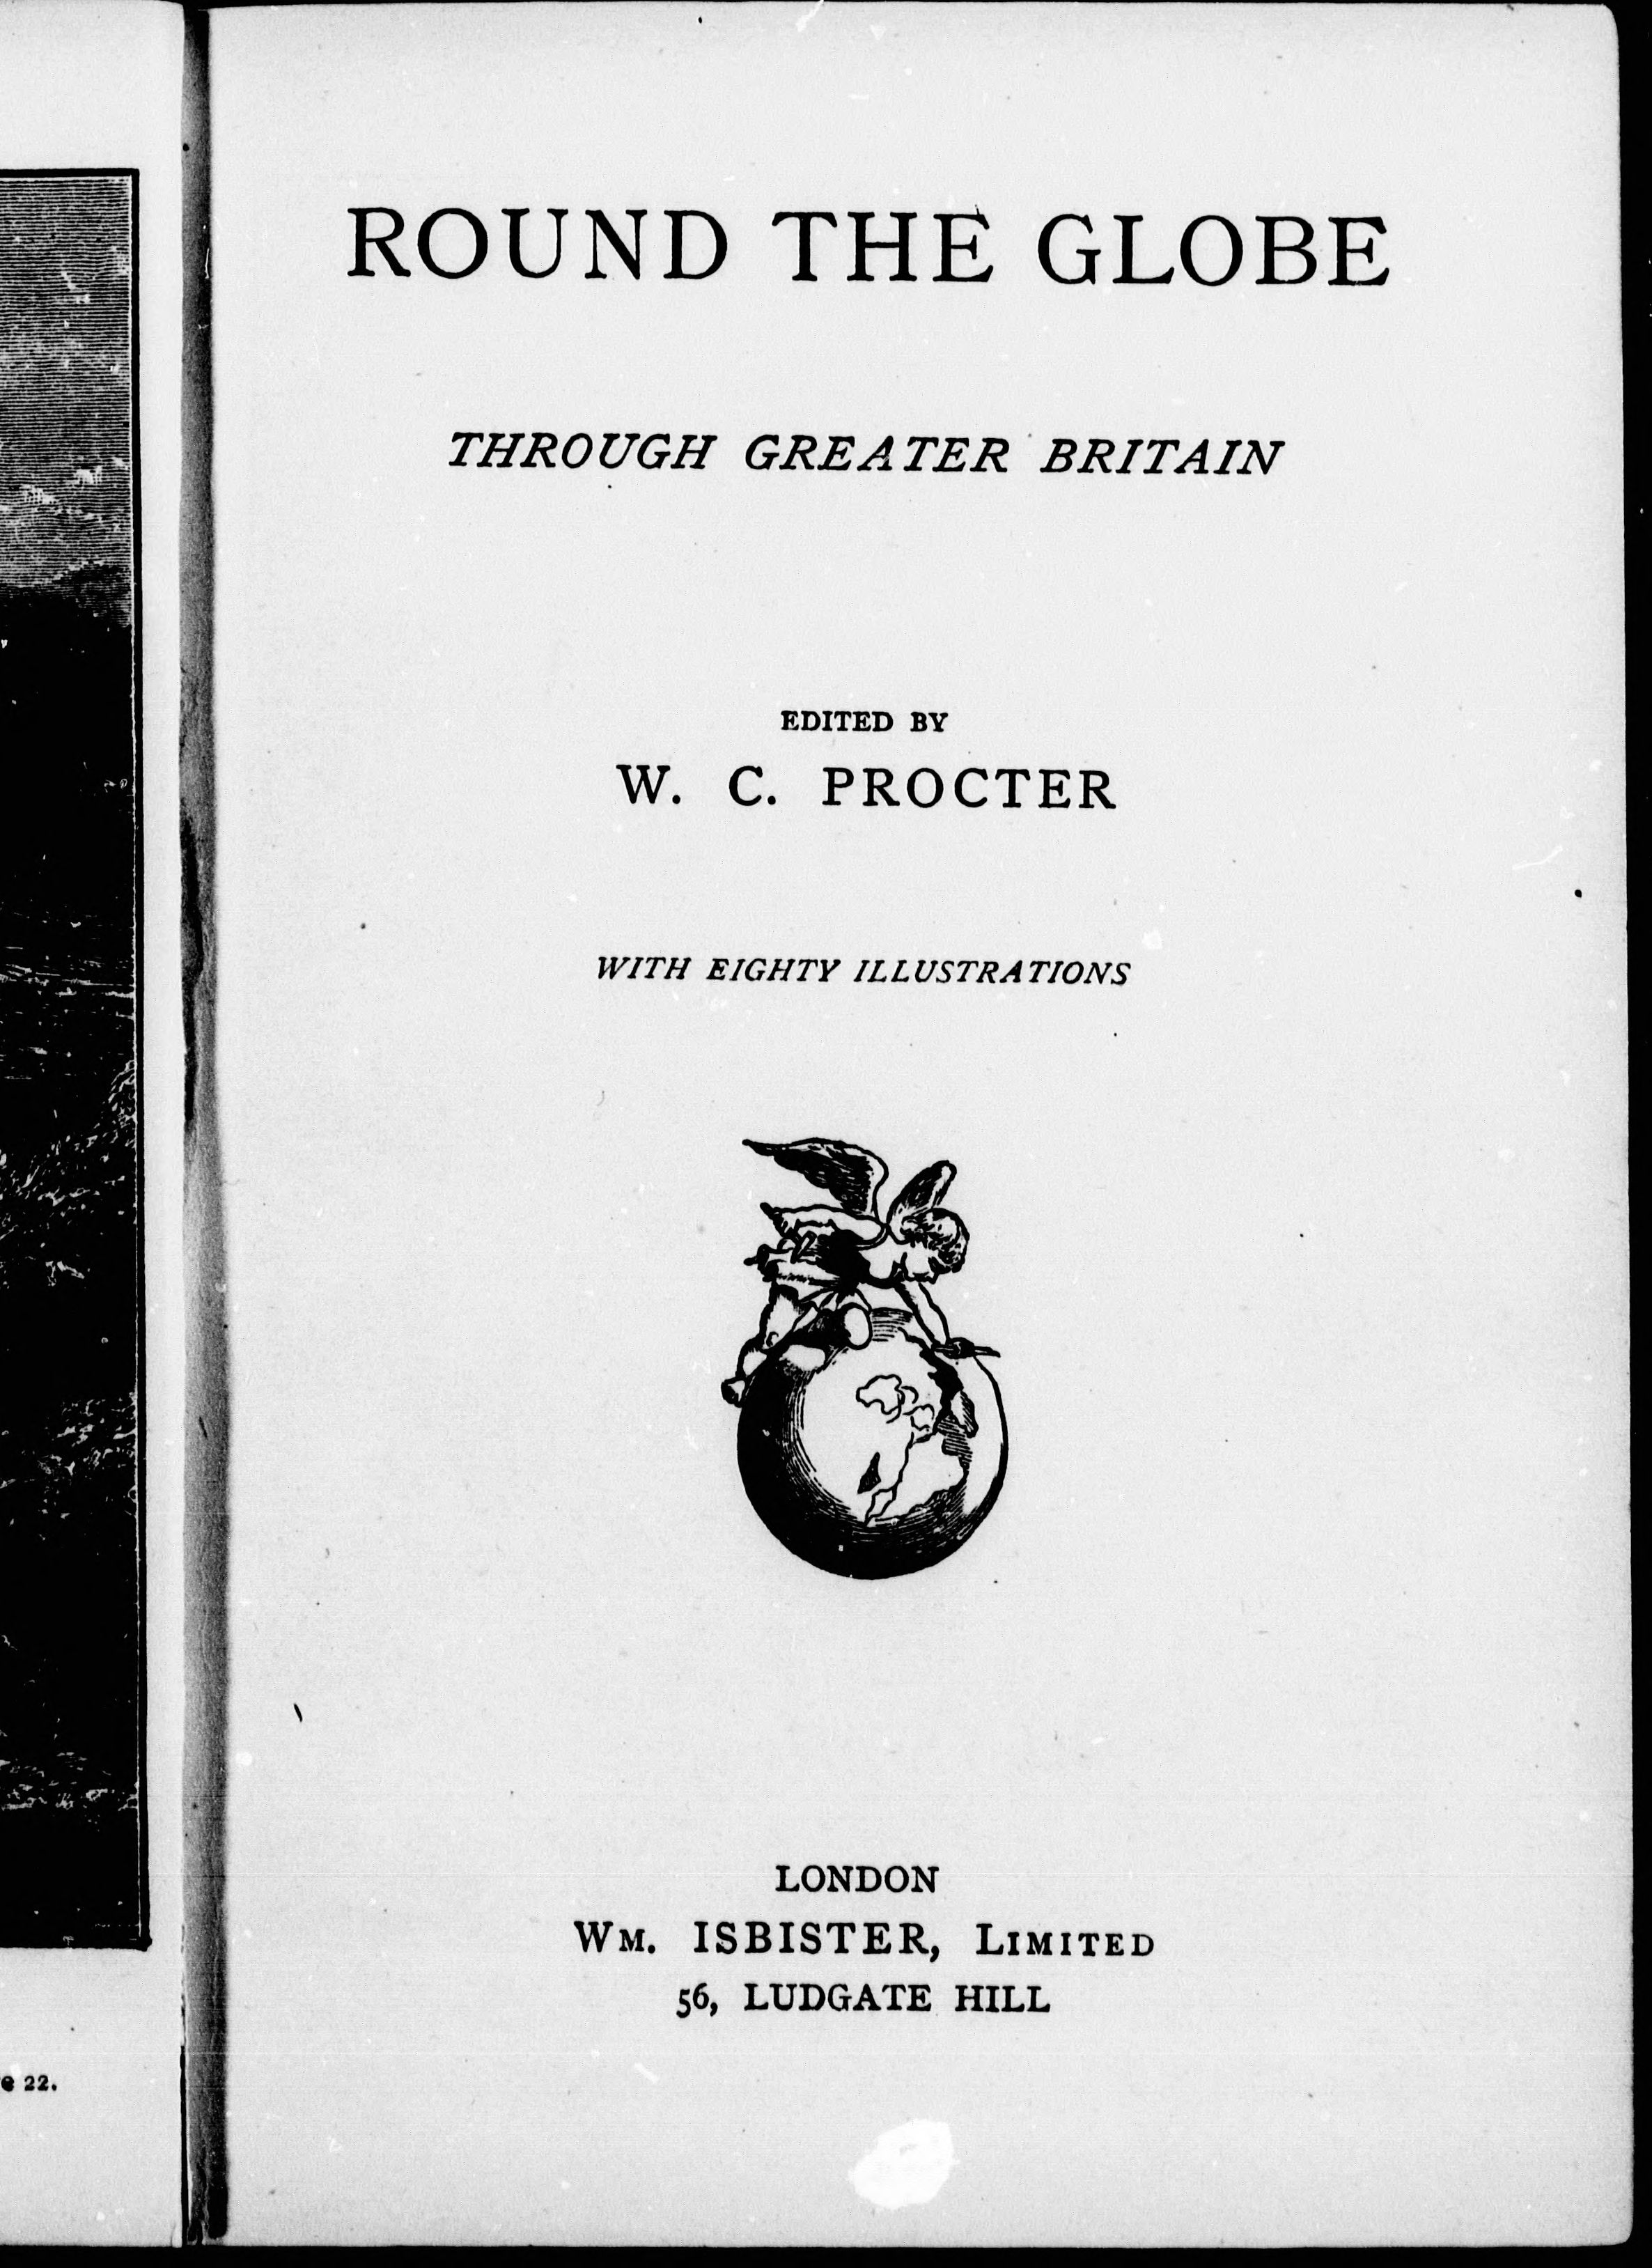 ROUND THE GLOBE
THROUGH GREATER BRITAIN
EDITED BY
W. C. PROCTER
WITH EIGHTY ILLUSTRATIONS
LONDON
WM. ISBISTER, LIMITED
56, LUDGATE HILL
22.